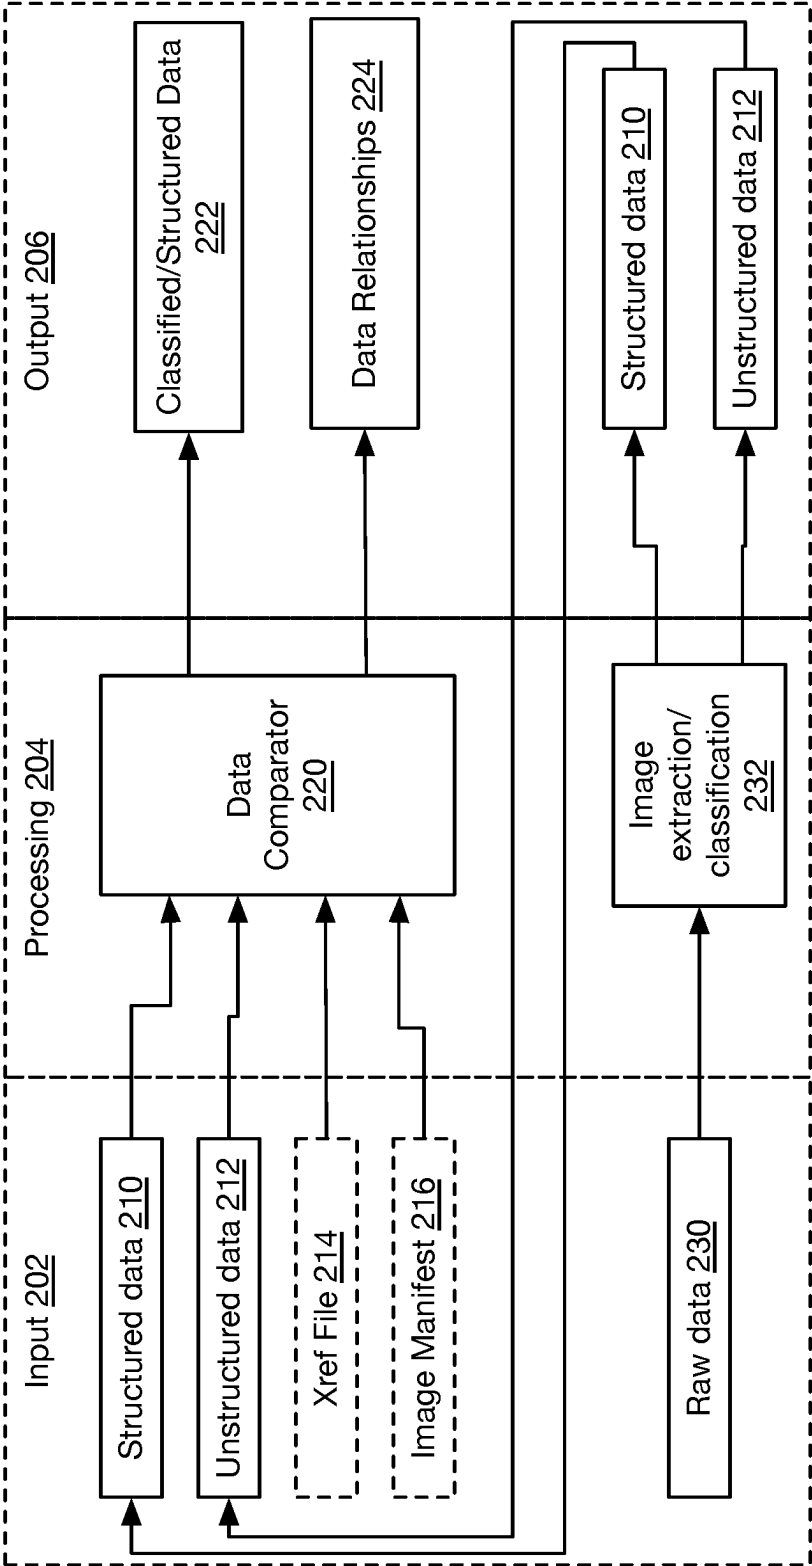 Input 202
Processing 204
Output 206
Structured data 210
Unstructured data 212
Xref File 214
Image Manifest 216
Data
Comparator
220
Classified/Structured Data
222
Data Relationships 224
Raw data 230
Image
extraction/
classification
232
Structured data 210
Unstructured data 212